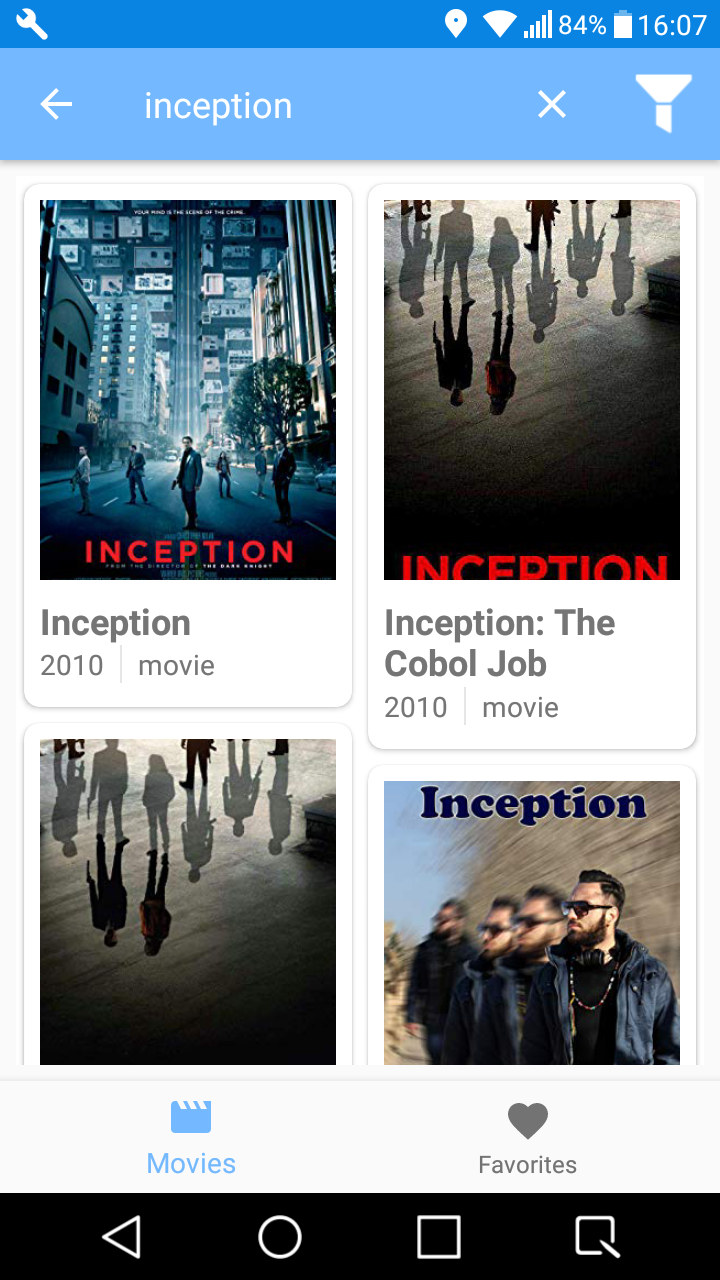 84% 16:07
inception
YOUR MIND IS THE SCENE OF THE CRIME.
INCEPTION
FROM THE DIRECTOR OF THE DARK KNIGHT
Inception
2010 movie
INCEPTION
Inception: The
Cobol Job
2010 movie
Inception
Movies
Favorites